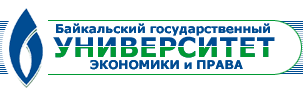 Байкальский государственный
УНИВЕРСИТЕТ
ЭКОНОМИКИ и ПРАВА